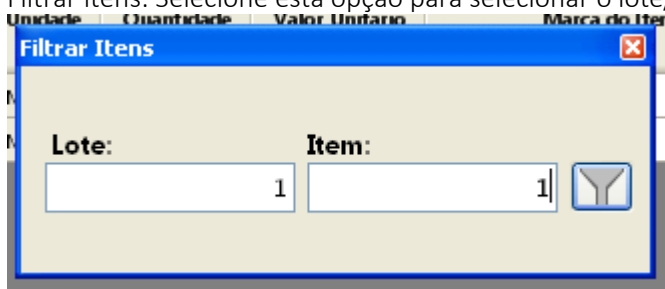 Filtrar Itens: Selecione esta opção para selecionar o lote,
Unidade Quantidade Valor Unitário Marca do Ite
Filtrar Itens
Lote: Item:
1 1